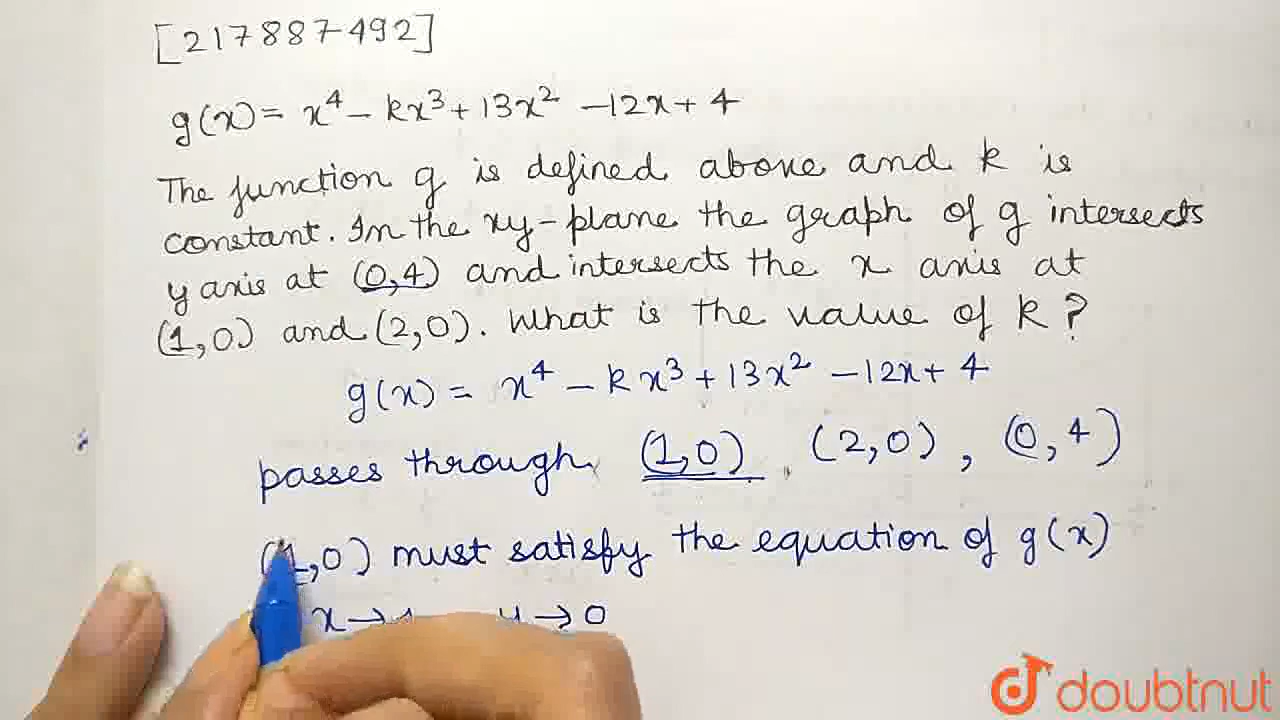 [217887492]
g(x) = x⁴ - kx³ + 13x² - 12x + 4
The function g is defined above and k is
constant. In the xy-plane the graph of g intersects
y axis at (0,4) and intersects the x axis at
(1,0) and (2,0). What is the value of k?
g(x) = x⁴ - kx³ + 13x² - 12x + 4
passes through (1,0), (2,0), (0,4)
(1,0) must satisfy the equation of g(x)
x → y → 0
doubtnut